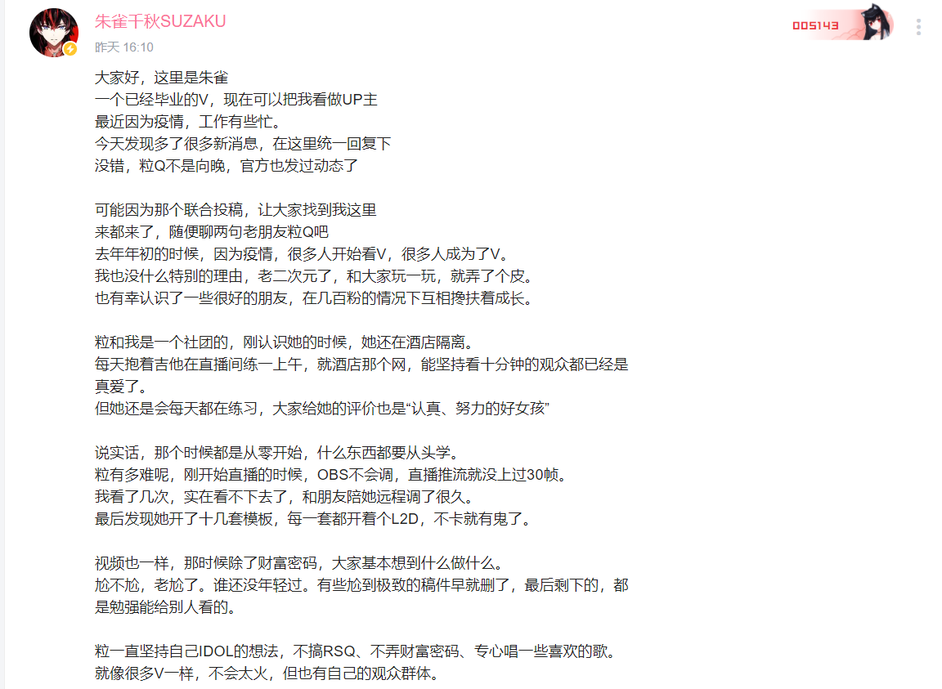 朱雀千秋SUZAKU
005143
昨天 16:10
大家好，这里是朱雀
一个已经毕业的V，现在可以把我看做UP主
最近因为疫情，工作有些忙。
今天发现多了很多新消息，在这里统一回复下
没错，粒Q不是向晚，官方也发过动态了
可能因为那个联合投稿，让大家找到我这里
来都来了，随便聊两句老朋友粒Q吧
去年年初的时候，因为疫情，很多人开始看V，很多人成为了V。
我也没什么特别的理由，老二次元了，和大家玩一玩，就弄了个皮。
也有幸认识了一些很好的朋友，在几百粉的情况下互相搀扶着成长。
粒和我是一个社团的，刚认识她的时候，她还在酒店隔离。
每天抱着吉他在直播间练一上午，就酒店那个网，能坚持看十分钟的观众都已经是
真爱了。
但她还是会每天都在练习，大家给她的评价也是“认真、努力的好女孩”
说实话，那个时候都是从零开始，什么东西都要从头学。
粒有多难呢，刚开始直播的时候，OBS不会调，直播推流就没上过30帧。
我看了几次，实在看不下去了，和朋友陪她远程调了很久。
最后发现她开了十几套模板，每一套都开着个L2D，不卡就有鬼了。
视频也一样，那时候除了财富密码，大家基本想到什么做什么。
尬不尬，老尬了。谁还没年轻过。有些尬到极致的稿件早就删了，最后剩下的，都
是勉强能给别人看的。
粒一直坚持自己IDOL的想法，不搞RSQ、不弄财富密码、专心唱一些喜欢的歌。
就像很多V一样，不会太火，但也有自己的观众群体。